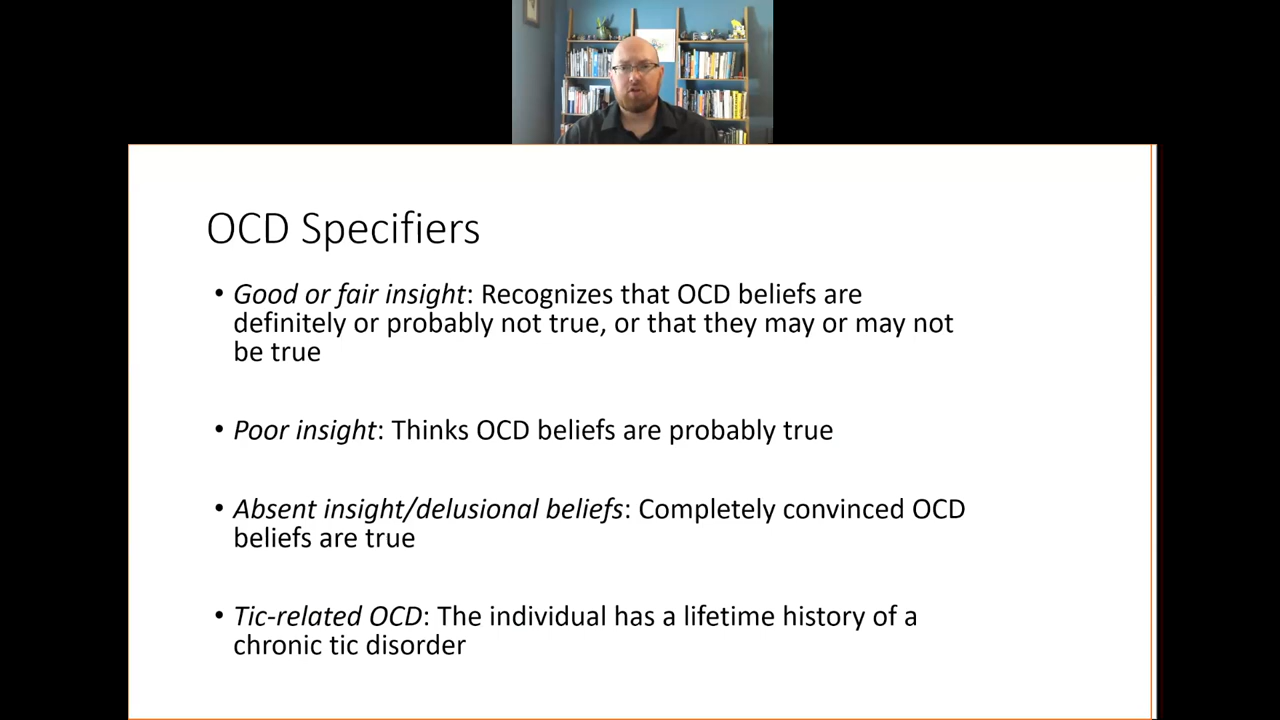 OCD Specifiers
• Good or fair insight: Recognizes that OCD beliefs are
definitely or probably not true, or that they may or may not
be true
• Poor insight: Thinks OCD beliefs are probably true
• Absent insight/delusional beliefs: Completely convinced OCD
beliefs are true
• Tic-related OCD: The individual has a lifetime history of a
chronic tic disorder